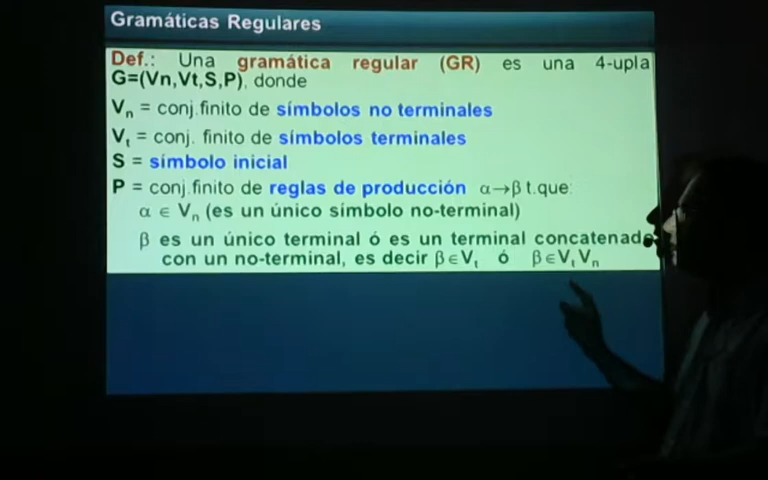 Gramáticas Regulares
Def.: Una gramática regular (GR) es una 4-upla
G=(Vn,Vt,S,P), donde
Vn = conj.finito de símbolos no terminales
Vt = conj. finito de símbolos terminales
S = símbolo inicial
P = conj.finito de reglas de producción α→β t.que:
α ∈ Vn (es un único símbolo no-terminal)
β es un único terminal ó es un terminal concatenado
con un no-terminal, es decir β∈Vt ó β∈VtVn